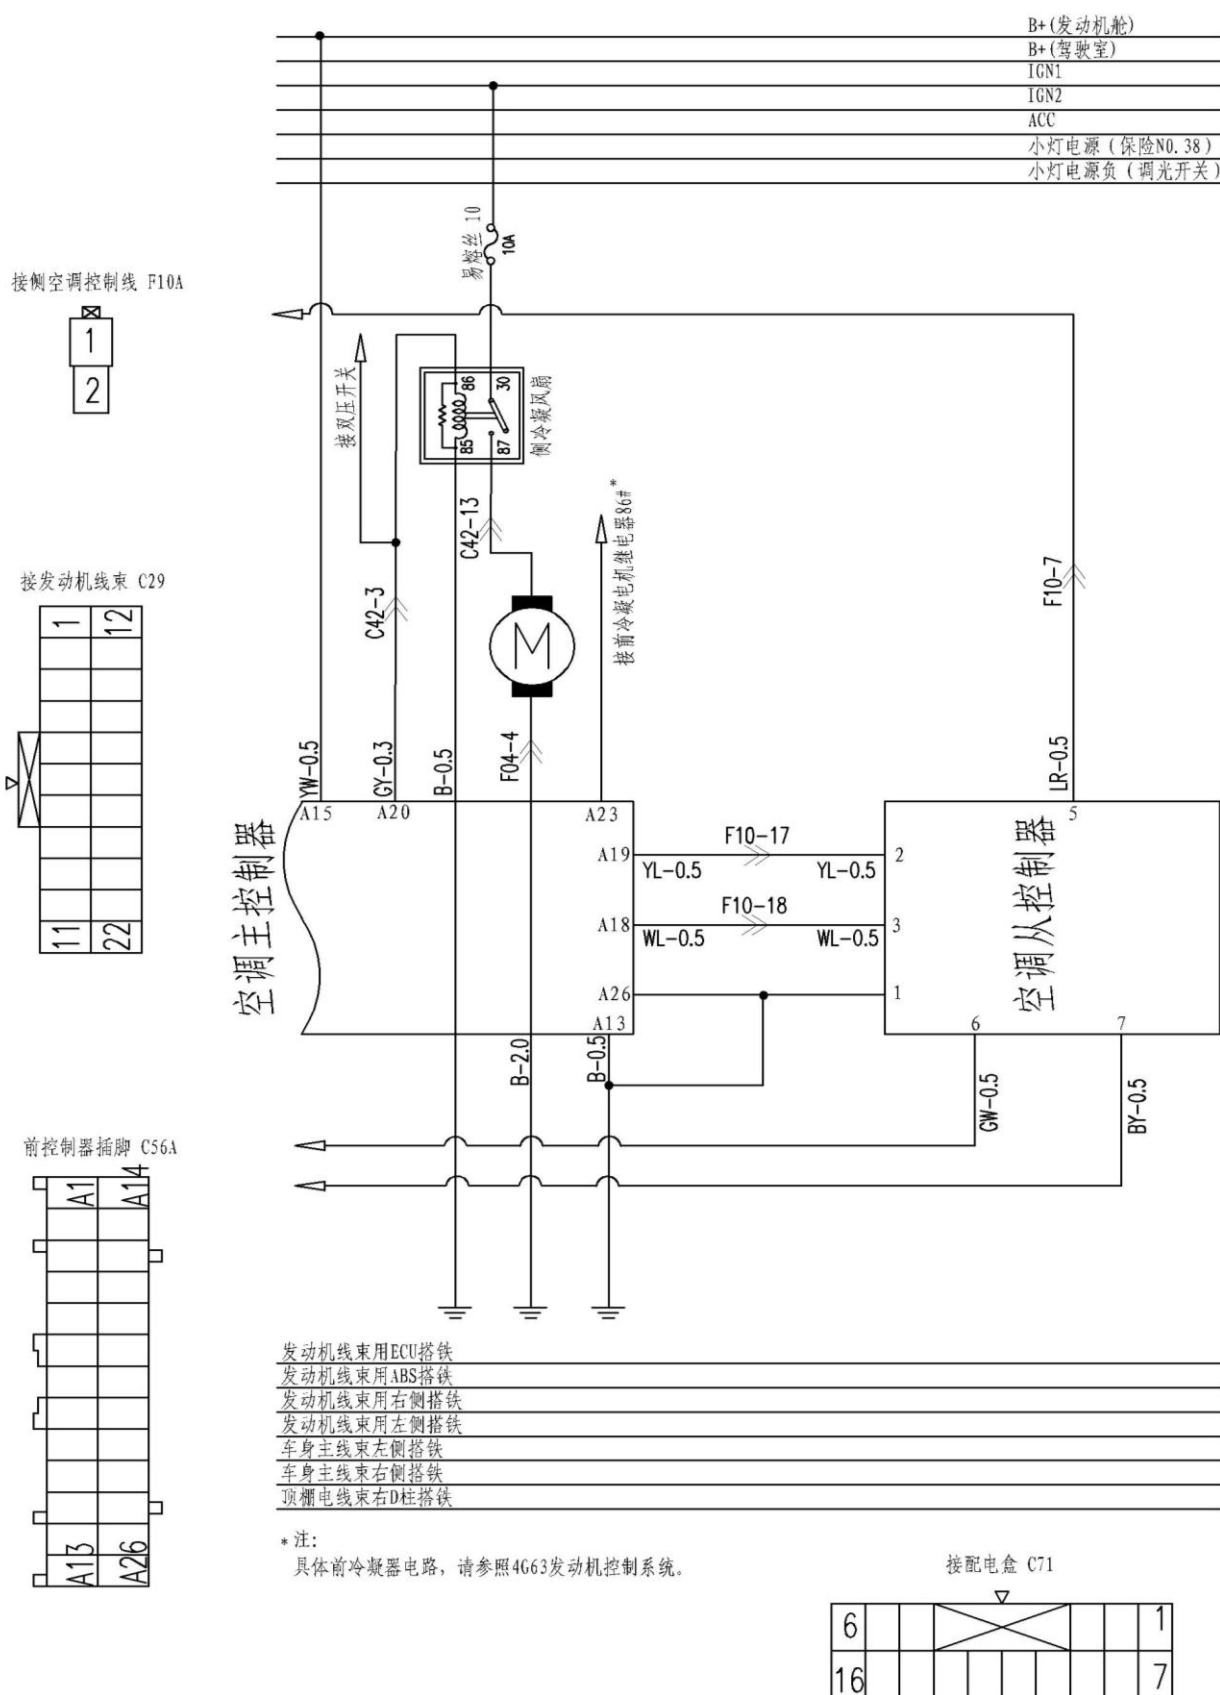 B+(发动机舱)
B+(驾驶室)
IGN1
IGN2
ACC
小灯电源(保险N0.38)
小灯电源负(调光开关)
易熔丝 10
10A
接侧空调控制线 F10A
1
2
接双压开关
86
30
85
87
侧冷凝风扇
C42-13
C42-3
接前冷凝电机继电器86#*
F10-7
M
F04-4
接发动机线束 C29
1
12
11
22
YW-0.5
GY-0.3
B-0.5
LR-0.5
A15
A20
A23
5
空调主控制器
空调从控制器
A19
F10-17
YL-0.5
YL-0.5
2
A18
F10-18
WL-0.5
WL-0.5
3
A26
1
A13
6
7
B-2.0
B-0.5
GW-0.5
BY-0.5
前控制器插脚 C56A
A1
A14
A13
A26
发动机线束用ECU搭铁
发动机线束用ABS搭铁
发动机线束用右侧搭铁
发动机线束用左侧搭铁
车身主线束左侧搭铁
车身主线束右侧搭铁
顶棚电线束右D柱搭铁
*注:
具体前冷凝器电路,请参照4G63发动机控制系统。
接配电盒 C71
6
1
16
7